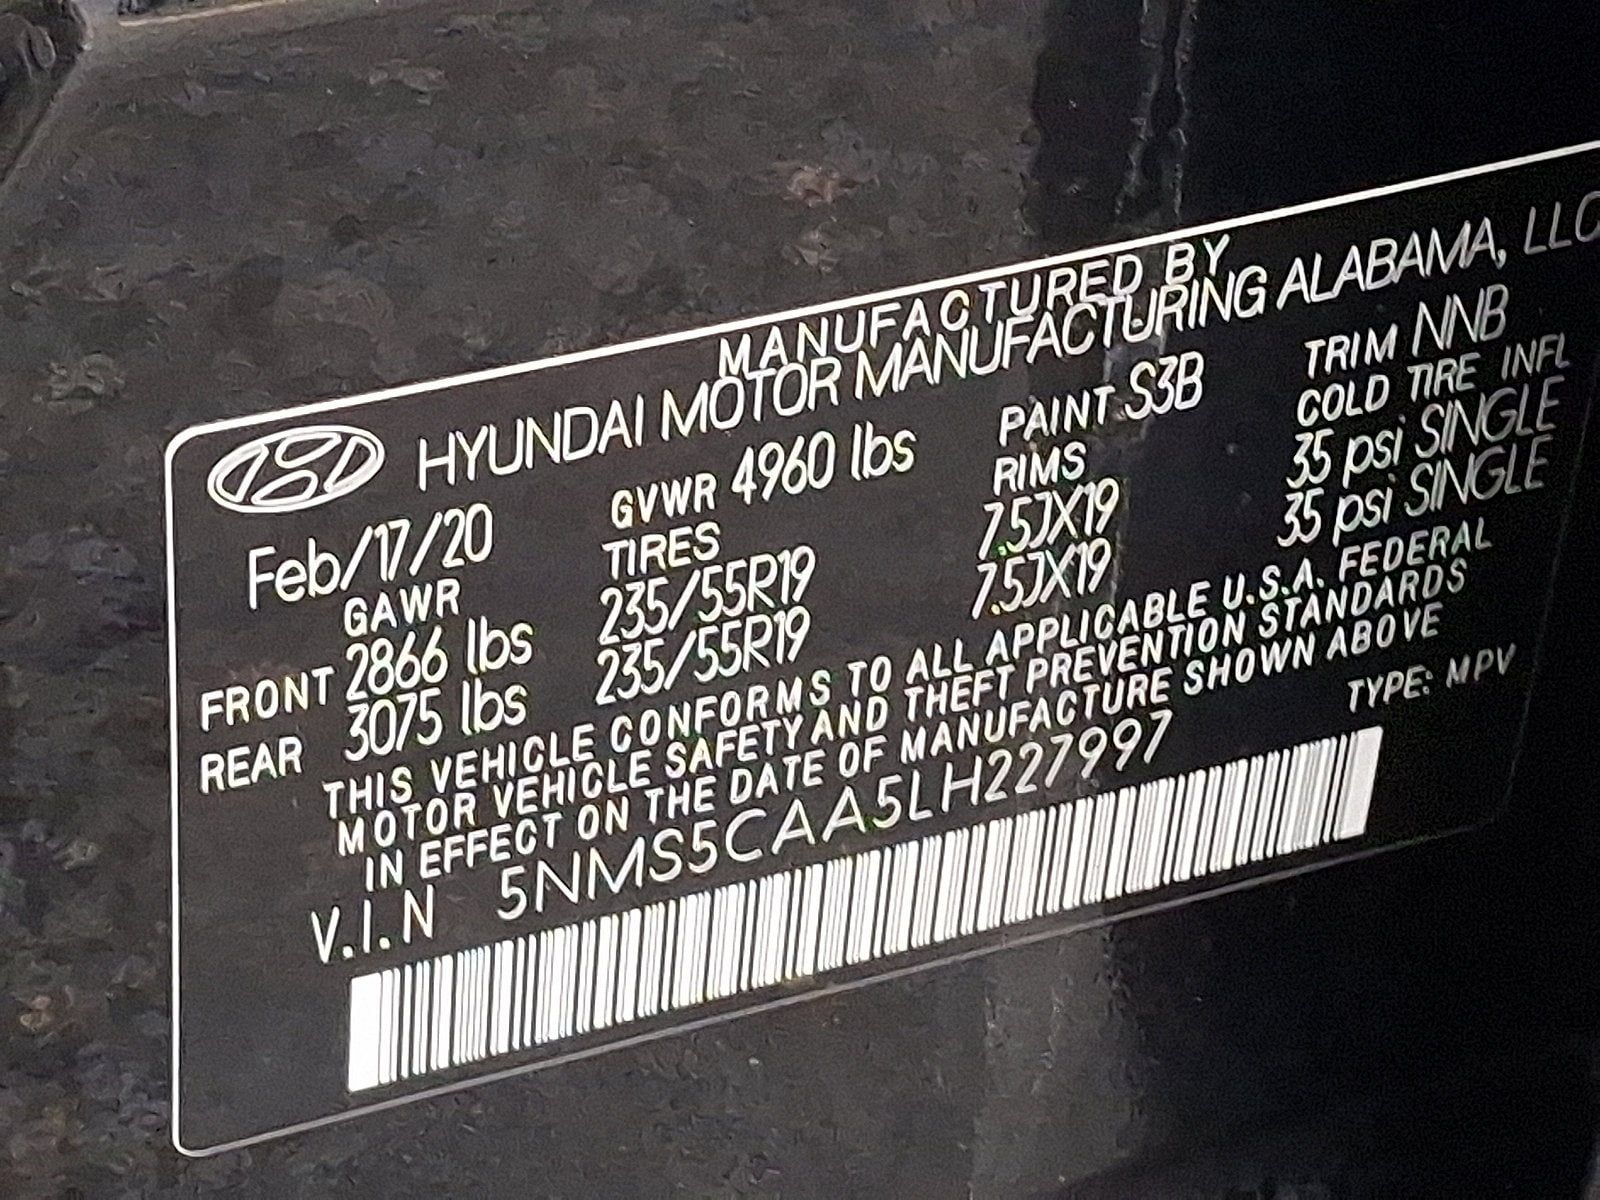 MANUFACTURED BY
HYUNDAI MOTOR MANUFACTURING ALABAMA, LLC
Feb/17/20 GVWR 4960 lbs PAINT S3B TRIM NNB
GAWR TIRES RIMS COLD TIRE INFL
FRONT 2866 lbs 235/55R19 7.5JX19 35 psi SINGLE
REAR 3075 lbs 235/55R19 7.5JX19 35 psi SINGLE
THIS VEHICLE CONFORMS TO ALL APPLICABLE U.S.A. FEDERAL
MOTOR VEHICLE SAFETY AND THEFT PREVENTION STANDARDS
IN EFFECT ON THE DATE OF MANUFACTURE SHOWN ABOVE
V.I.N 5NMS5CAA5LH227997 TYPE: MPV